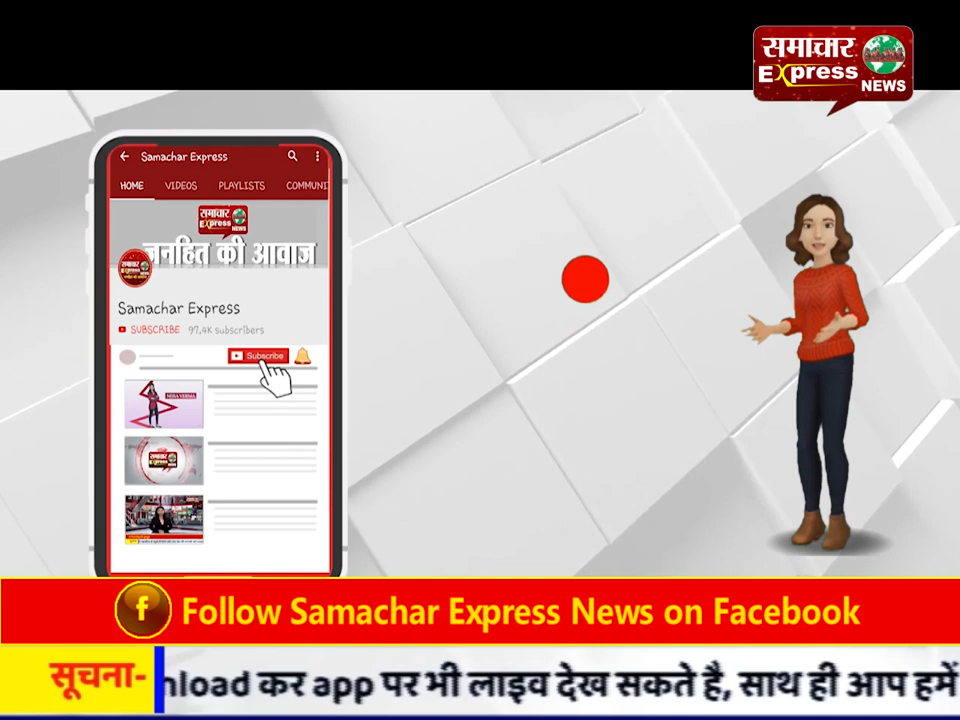 समाचार
Express
NEWS
Samachar Express
HOME VIDEOS PLAYLISTS COMMUNI
समाचार
Express
NEWS
जनहित की आवाज
Samachar Express
SUBSCRIBE 97,4K subscribers
Subscribe
Follow Samachar Express News on Facebook
सूचना- nload कर app पर भी लाइव देख सकते है, साथ ही आप हमें